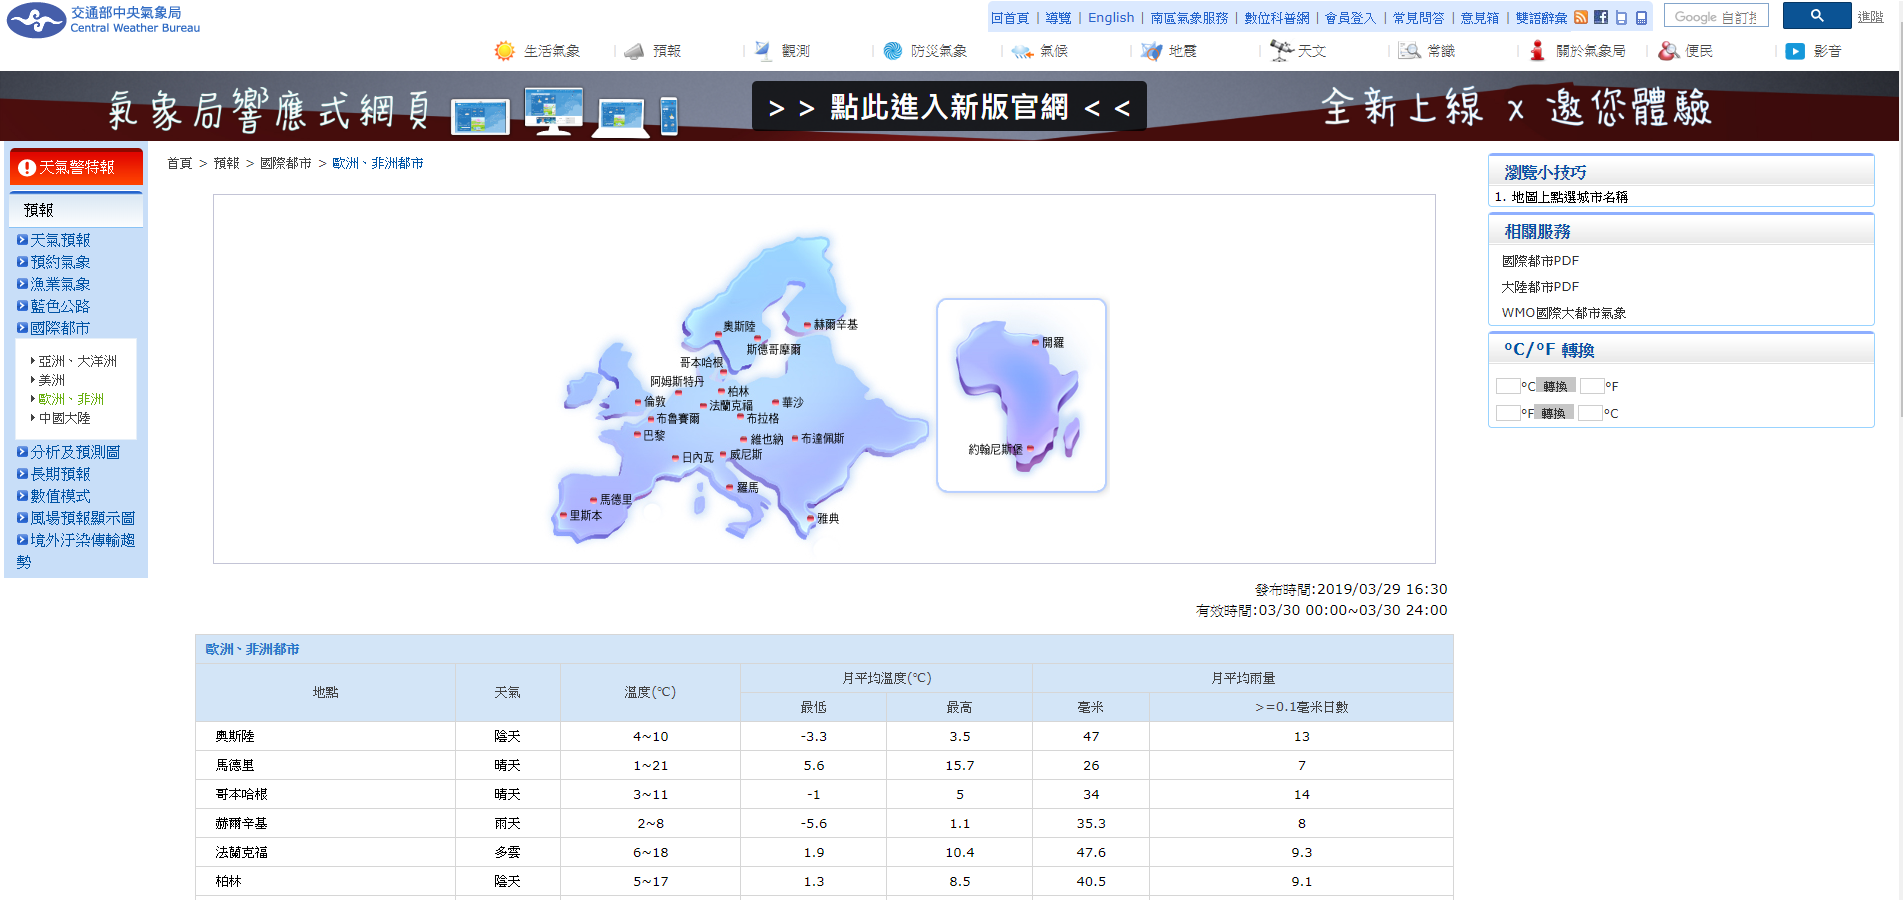 交通部中央氣象局
Central Weather Bureau
回首頁 | 導覽 | English | 南區氣象服務 | 數位科普網 | 會員登入 | 常見問答 | 意見箱 | 雙語辭彙
Google 自訂搜
進階
生活氣象 | 預報 | 觀測 | 防災氣象 | 氣候 | 地震 | 天文 | 常識 | 關於氣象局 | 便民 | 影音
氣象局響應式網頁
> > 點此進入新版官網 < <
全新上線 x 邀您體驗
天氣警特報
預報
天氣預報
預約氣象
漁業氣象
藍色公路
國際都市
亞洲、大洋洲
美洲
歐洲、非洲
中國大陸
分析及預測圖
長期預報
數值模式
風場預報顯示圖
境外汙染傳輸趨
勢
首頁 > 預報 > 國際都市 > 歐洲、非洲都市
奧斯陸
赫爾辛基
斯德哥摩爾
哥本哈根
阿姆斯特丹
柏林
倫敦
法蘭克福
華沙
布魯賽爾
布拉格
巴黎
維也納
布達佩斯
日內瓦
威尼斯
羅馬
馬德里
里斯本
雅典
開羅
約翰尼斯堡
瀏覽小技巧
1. 地圖上點選城市名稱
相關服務
國際都市PDF
大陸都市PDF
WMO國際大都市氣象
°C/°F 轉換
°C 轉換 °F
°F 轉換 °C
發布時間:2019/03/29 16:30
有效時間:03/30 00:00~03/30 24:00
歐洲、非洲都市
地點 天氣 溫度(°C) 月平均溫度(°C) 月平均雨量
最低 最高 毫米 >=0.1毫米日數
奧斯陸 陰天 4~10 -3.3 3.5 47 13
馬德里 晴天 1~21 5.6 15.7 26 7
哥本哈根 晴天 3~11 -1 5 34 14
赫爾辛基 雨天 2~8 -5.6 1.1 35.3 8
法蘭克福 多雲 6~18 1.9 10.4 47.6 9.3
柏林 陰天 5~17 1.3 8.5 40.5 9.1